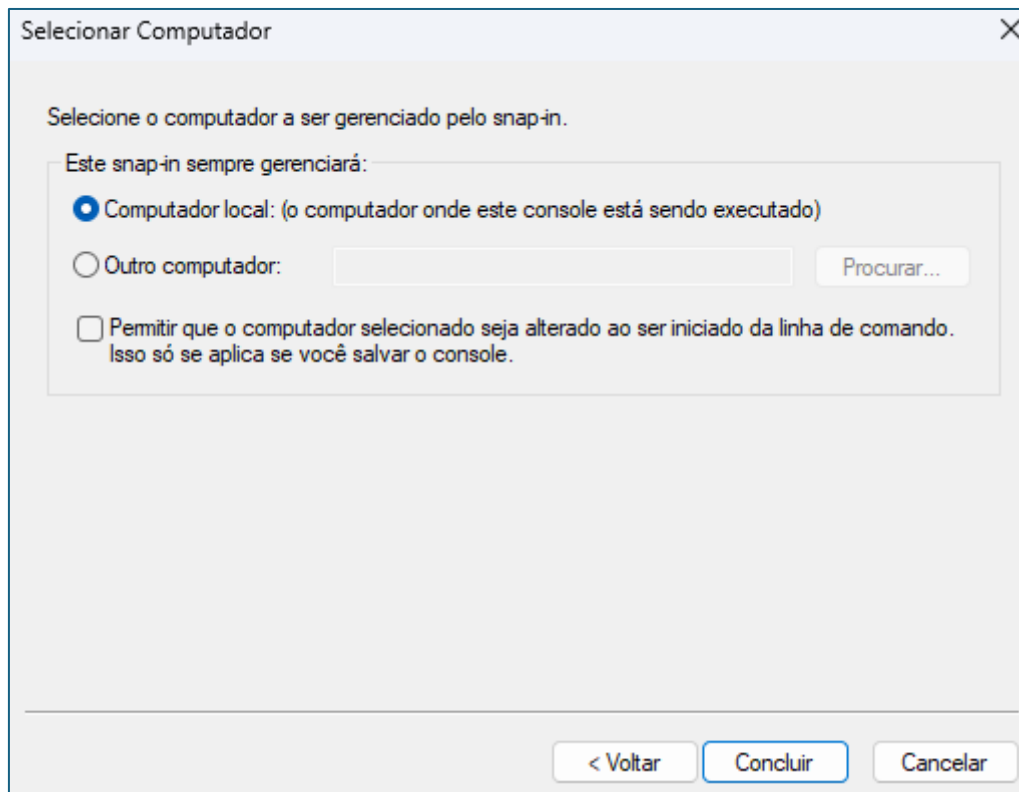 Selecionar Computador
Selecione o computador a ser gerenciado pelo snap-in.
Este snap-in sempre gerenciará:
Computador local: (o computador onde este console está sendo executado)
Outro computador:
Procurar...
Permitir que o computador selecionado seja alterado ao ser iniciado da linha de comando.
Isso só se aplica se você salvar o console.
< Voltar
Concluir
Cancelar